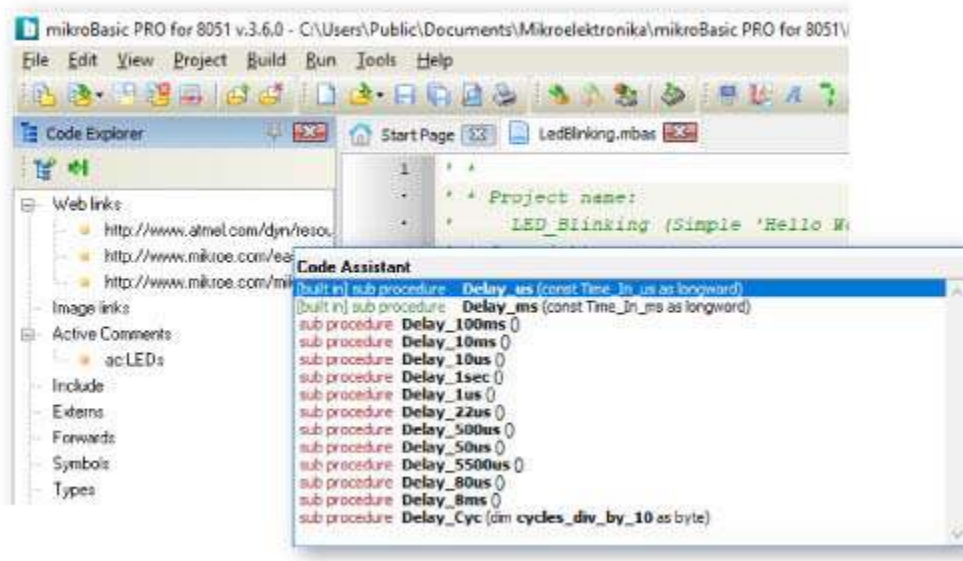 mikroBasic PRO for 8051 v.3.6.0 - C:\Users\Public\Documents\Mikroelektronika\mikroBasic PRO for 8051\
File Edit View Project Build Run Tools Help
Code Explorer
Start Page LedBlinking.mbas
1 ' *
' * Project name:
' LED_Blinking (Simple 'Hello
Web links
http://www.atmel.com/dyn/resou
http://www.mikroe.com/ea
http://www.mikroe.com/mi
Image links
Active Comments
ac:LEDs
Include
Externs
Forwards
Symbols
Types
Code Assistant
[built in] sub procedure Delay_us (const Time_In_us as longword)
[built in] sub procedure Delay_ms (const Time_In_ms as longword)
sub procedure Delay_100ms ()
sub procedure Delay_10ms ()
sub procedure Delay_10us ()
sub procedure Delay_1sec ()
sub procedure Delay_1us ()
sub procedure Delay_22us ()
sub procedure Delay_500us ()
sub procedure Delay_50us ()
sub procedure Delay_5500us ()
sub procedure Delay_80us ()
sub procedure Delay_8ms ()
sub procedure Delay_Cyc (dim cycles_div_by_10 as byte)